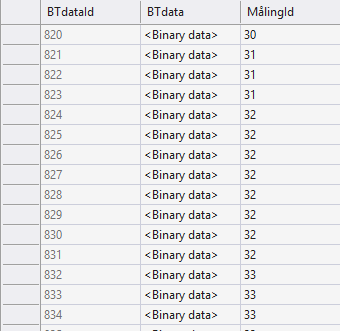 BTdataId BTdata MålingId
820 <Binary data> 30
821 <Binary data> 31
822 <Binary data> 31
823 <Binary data> 31
824 <Binary data> 32
825 <Binary data> 32
826 <Binary data> 32
827 <Binary data> 32
828 <Binary data> 32
829 <Binary data> 32
830 <Binary data> 32
831 <Binary data> 32
832 <Binary data> 33
833 <Binary data> 33
834 <Binary data> 33